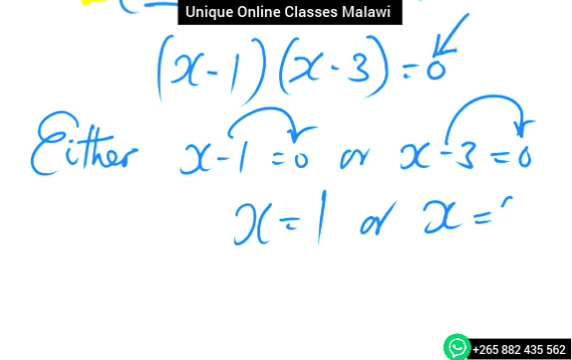 Unique Online Classes Malawi
(x-1)(x-3)=0
Either x-1=0 or x-3=0
x=1 or x=
+265 882 435 562